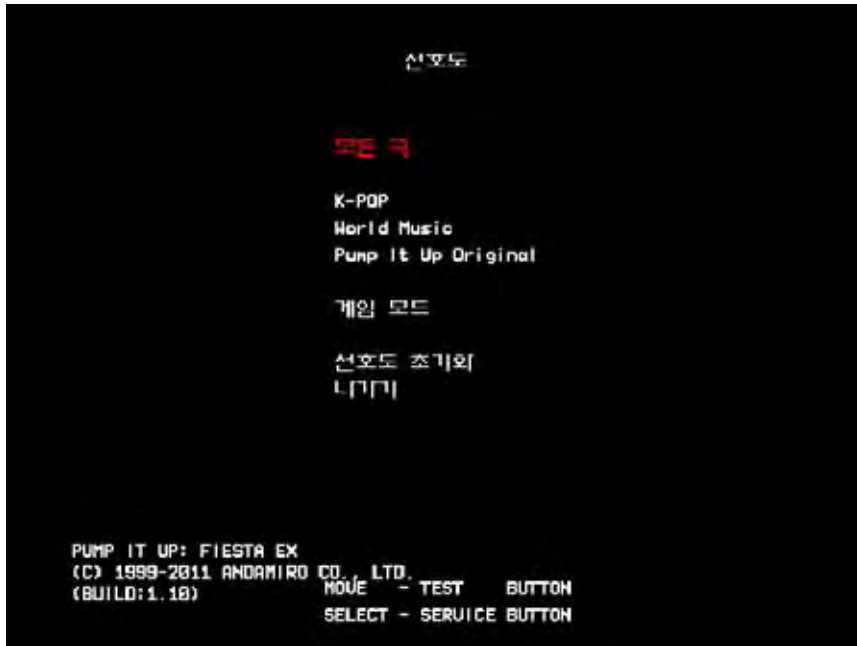 선호도
모든 곡
K-POP
World Music
Pump It Up Original
게임 모드
선호도 초기화
나가기
PUMP IT UP: FIESTA EX
(C) 1999-2011 ANDAMIRO CO., LTD.
(BUILD:1.10)
MOVE - TEST BUTTON
SELECT - SERVICE BUTTON